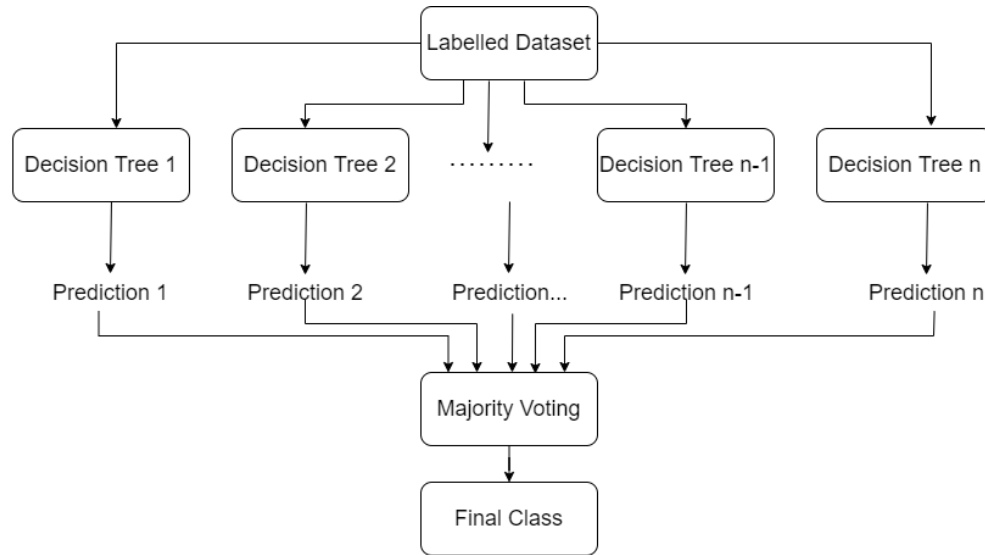 Labelled Dataset
Decision Tree 1
Decision Tree 2
.........
Decision Tree n-1
Decision Tree n
Prediction 1
Prediction 2
Prediction...
Prediction n-1
Prediction n
Majority Voting
Final Class